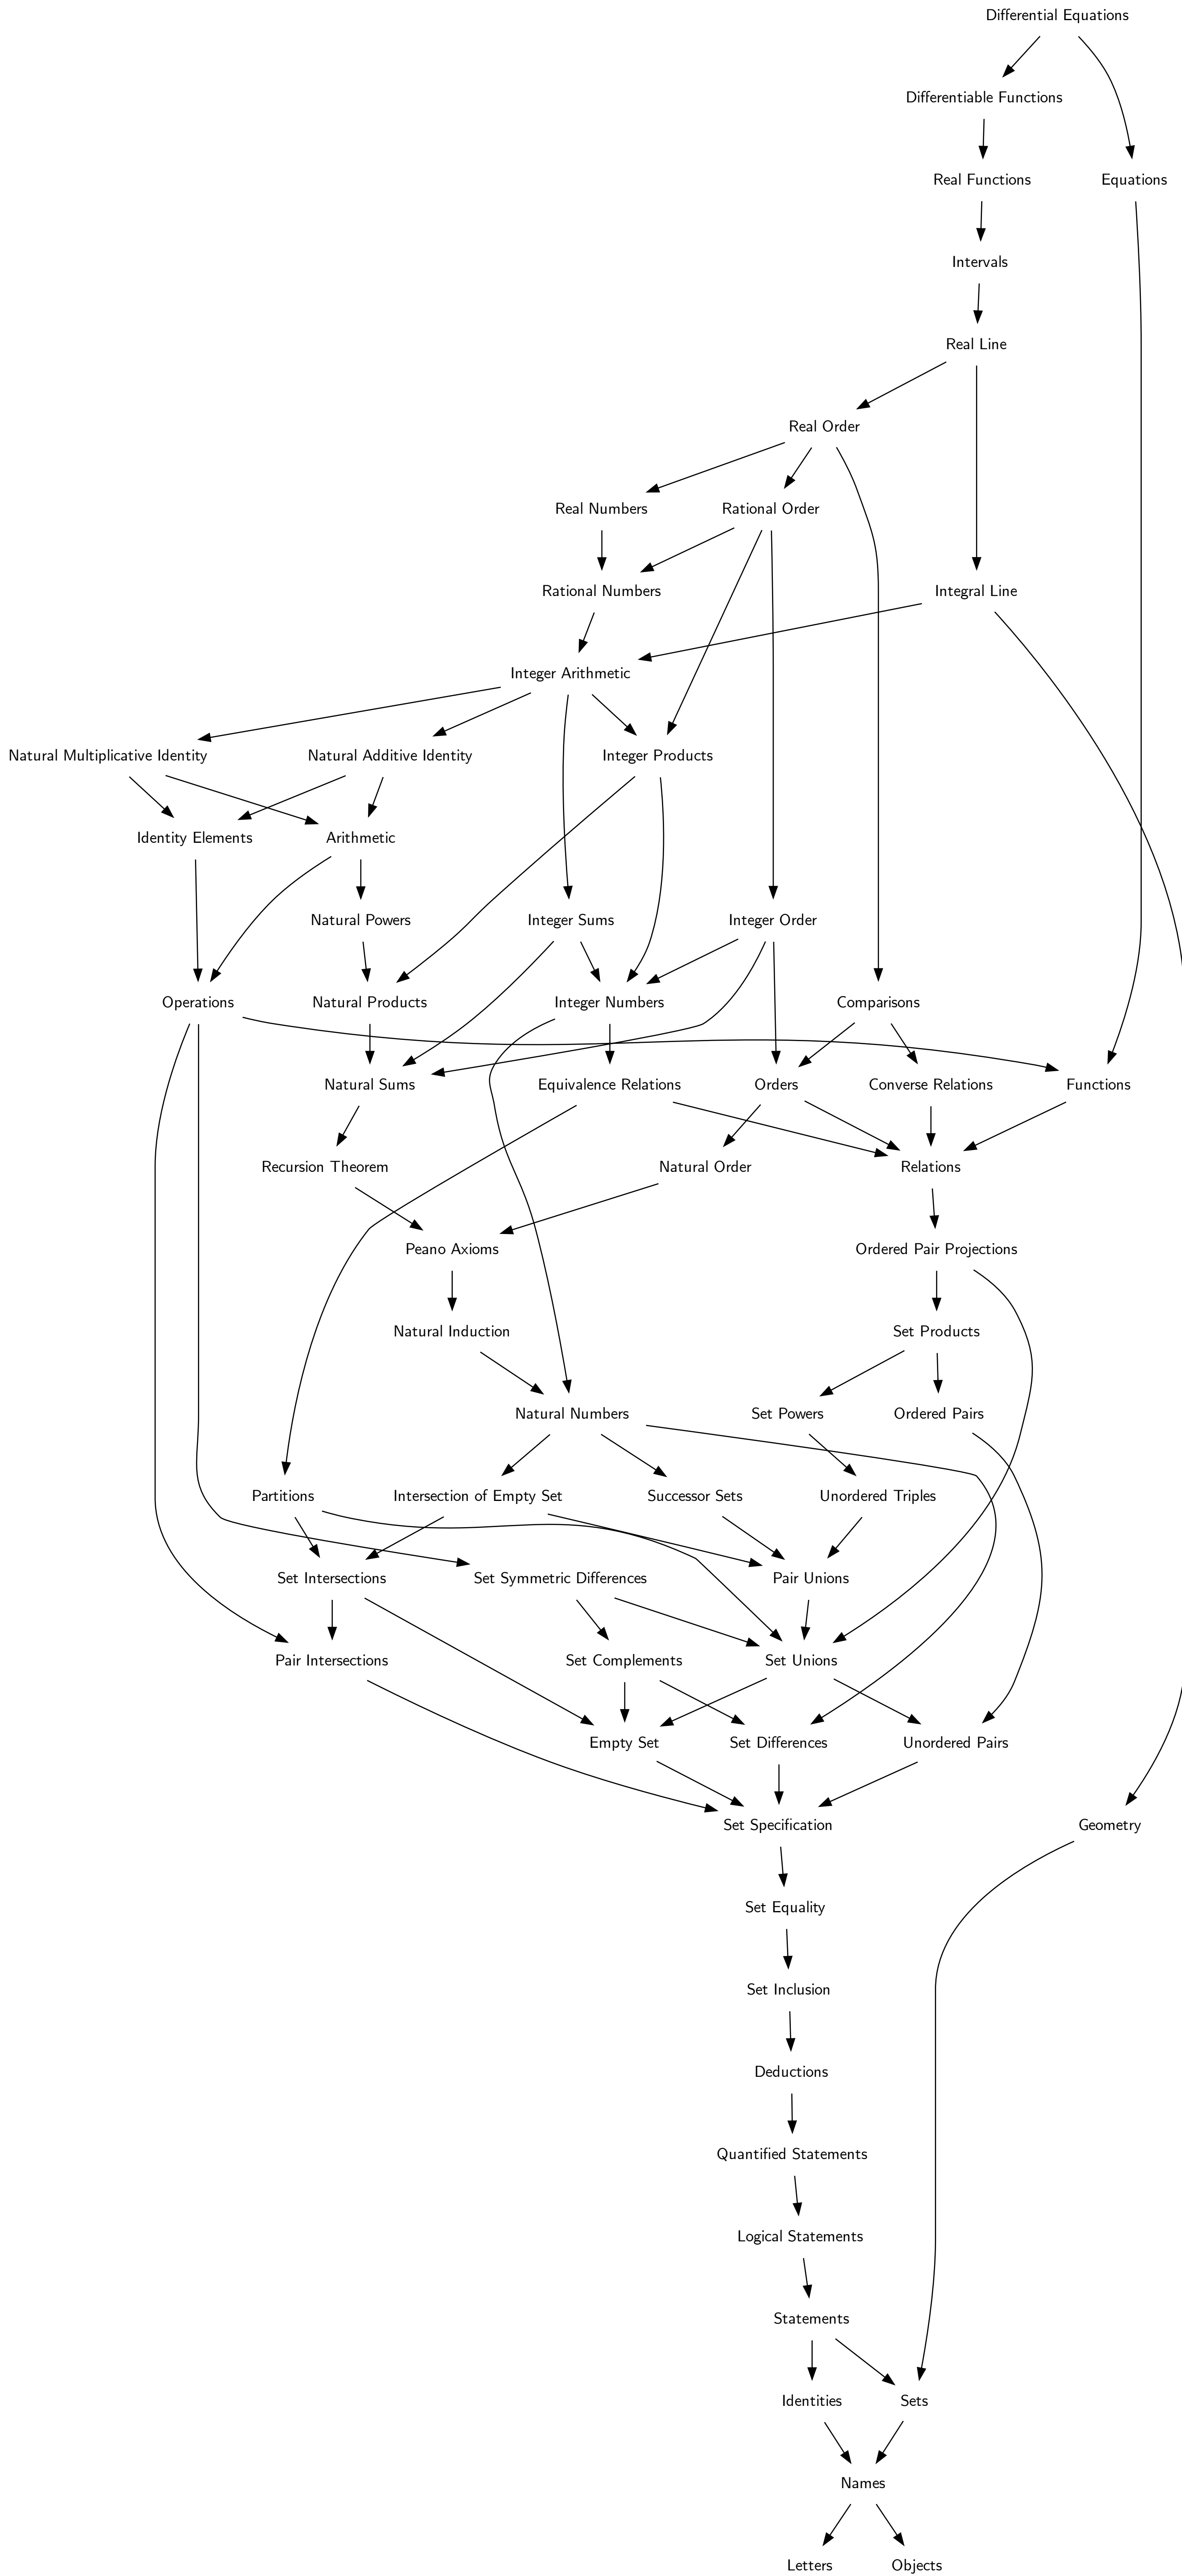 Differential Equations
Differentiable Functions
Real Functions
Equations
Intervals
Real Line
Real Order
Real Numbers
Rational Order
Rational Numbers
Integral Line
Integer Arithmetic
Natural Multiplicative Identity
Natural Additive Identity
Integer Products
Identity Elements
Arithmetic
Natural Powers
Integer Sums
Integer Order
Operations
Natural Products
Integer Numbers
Comparisons
Natural Sums
Equivalence Relations
Orders
Converse Relations
Functions
Recursion Theorem
Natural Order
Relations
Peano Axioms
Ordered Pair Projections
Natural Induction
Set Products
Natural Numbers
Set Powers
Ordered Pairs
Partitions
Intersection of Empty Set
Successor Sets
Unordered Triples
Set Intersections
Set Symmetric Differences
Pair Unions
Pair Intersections
Set Complements
Set Unions
Empty Set
Set Differences
Unordered Pairs
Set Specification
Geometry
Set Equality
Set Inclusion
Deductions
Quantified Statements
Logical Statements
Statements
Identities
Sets
Names
Letters
Objects